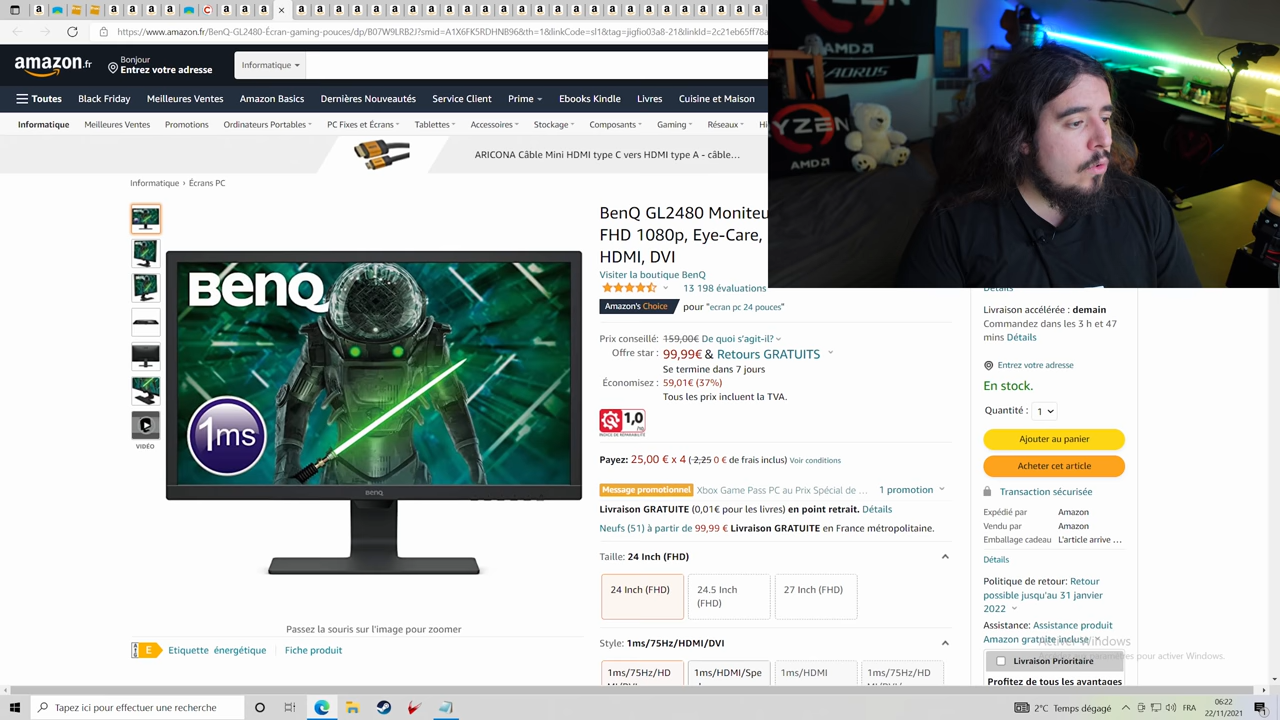 https://www.amazon.fr/BenQ-GL2480-Écran-gaming-pouces/dp/B07W9LRB2J?smid=A1X6FK5RDHNB96&th=1&linkCode=sl1&tag=jigfio03a8-21&linkId=2c21eb65ff78a
amazon.fr
Bonjour
Entrez votre adresse
Informatique
Toutes
Black Friday
Meilleures Ventes
Amazon Basics
Dernières Nouveautés
Service Client
Prime
Ebooks Kindle
Livres
Cuisine et Maison
Informatique
Meilleures Ventes
Promotions
Ordinateurs Portables
PC Fixes et Écrans
Tablettes
Accessoires
Stockage
Composants
Gaming
Réseaux
ARICONA Câble Mini HDMI type C vers HDMI type A - câble...
Informatique › Écrans PC
BenQ
1ms
BenQ
VIDÉO
Passez la souris sur l'image pour zoomer
E
Etiquette énergétique
Fiche produit
BenQ GL2480 Moniteu
FHD 1080p, Eye-Care,
HDMI, DVI
Visiter la boutique BenQ
13 198 évaluations
Amazon's Choice
pour "ecran pc 24 pouces"
Prix conseillé: 159,00€ De quoi s'agit-il?
Offre star : 99,99€ & Retours GRATUITS
Se termine dans 7 jours
Économisez : 59,01€ (37%)
Tous les prix incluent la TVA.
1,0
INDICE DE RÉPARABILITÉ
Payez: 25,00 € x 4 (2,25 0 € de frais inclus) Voir conditions
Message promotionnel Xbox Game Pass PC au Prix Spécial de ... 1 promotion
Livraison GRATUITE (0,01€ pour les livres) en point retrait. Détails
Neufs (51) à partir de 99,99 € Livraison GRATUITE en France métropolitaine.
Taille: 24 Inch (FHD)
24 Inch (FHD)
24.5 Inch
(FHD)
27 Inch (FHD)
Style: 1ms/75Hz/HDMI/DVI
1ms/75Hz/HD
1ms/HDMI/Spe
1ms/HDMI
1ms/75Hz/HD
AMD
AORUS
YZEN
AMD
Détails
Livraison accélérée : demain
Commandez dans les 3 h et 47
mins Détails
Entrez votre adresse
En stock.
Quantité : 1
Ajouter au panier
Acheter cet article
Transaction sécurisée
Expédié par Amazon
Vendu par Amazon
Emballage cadeau L'article arrive ...
Détails
Politique de retour: Retour
possible jusqu'au 31 janvier
2022
Assistance: Assistance produit
Amazon gratuite incluse
Activer Windows
Livraison Prioritaire
Profitez de tous les avantages
Tapez ici pour effectuer une recherche
2°C Temps dégagé
FRA
06:22
22/11/2021